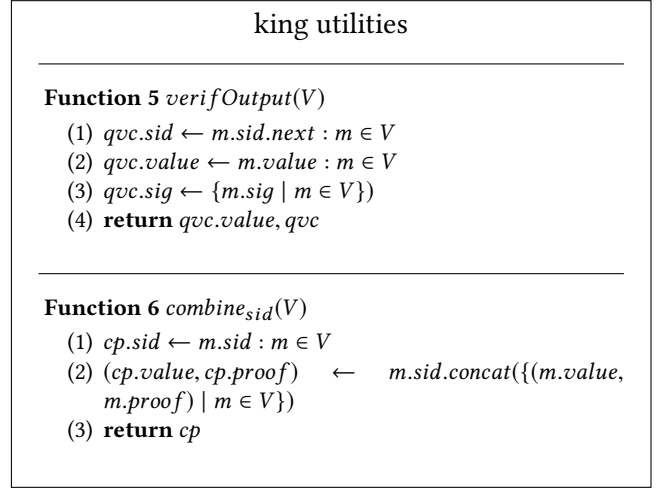 king utilities
Function 5 verifOutput(V)
(1) qvc.sid ← m.sid.next : m ∈ V
(2) qvc.value ← m.value : m ∈ V
(3) qvc.sig ← {m.sig | m ∈ V})
(4) return qvc.value, qvc
Function 6 combine_sid(V)
(1) cp.sid ← m.sid : m ∈ V
(2) (cp.value, cp.proof) ← m.sid.concat({(m.value,
m.proof) | m ∈ V})
(3) return cp